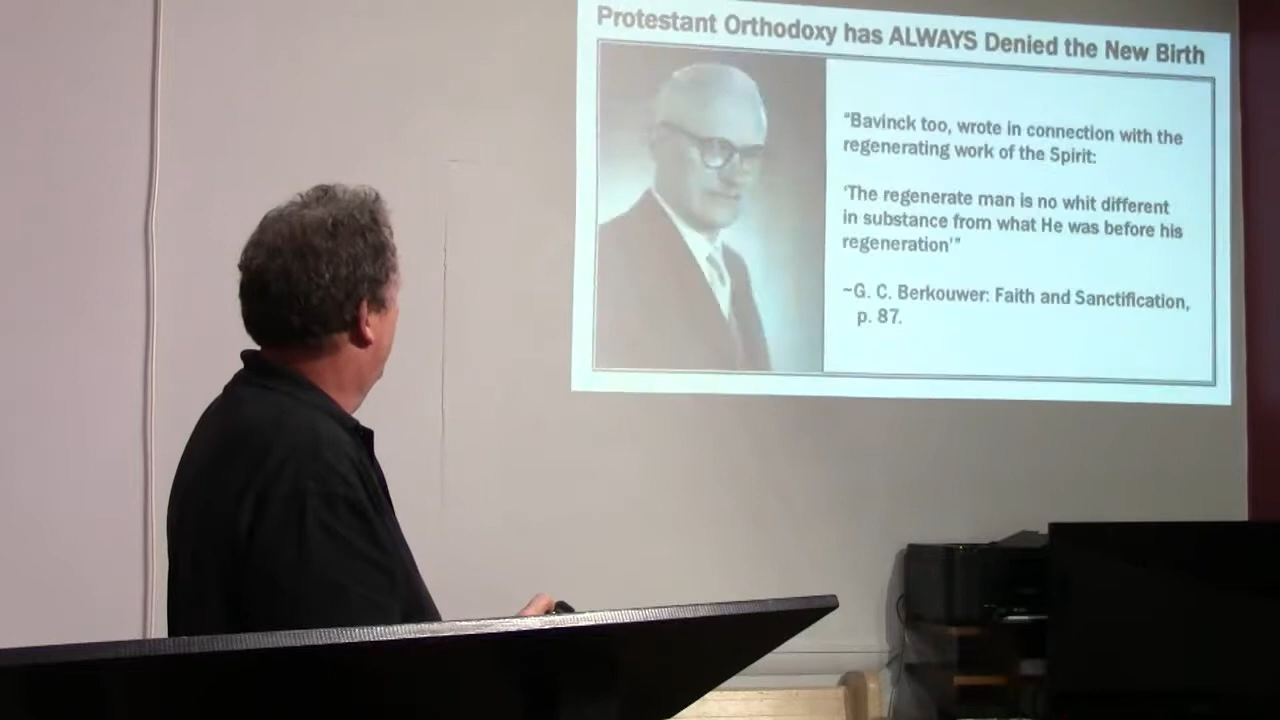 Protestant Orthodoxy has ALWAYS Denied the New Birth
“Bavinck too, wrote in connection with the
regenerating work of the Spirit:
‘The regenerate man is no whit different
in substance from what He was before his
regeneration’”
~G. C. Berkouwer: Faith and Sanctification,
p. 87.